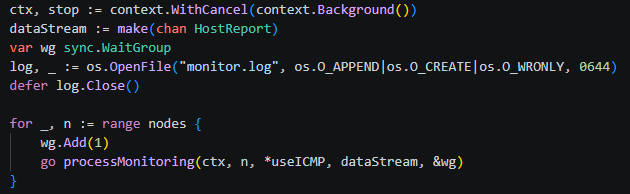 ctx, stop := context.WithCancel(context.Background())
dataStream := make(chan HostReport)
var wg sync.WaitGroup
log, _ := os.OpenFile("monitor.log", os.O_APPEND|os.O_CREATE|os.O_WRONLY, 0644)
defer log.Close()

for _, n := range nodes {
    wg.Add(1)
    go processMonitoring(ctx, n, *useICMP, dataStream, &wg)
}